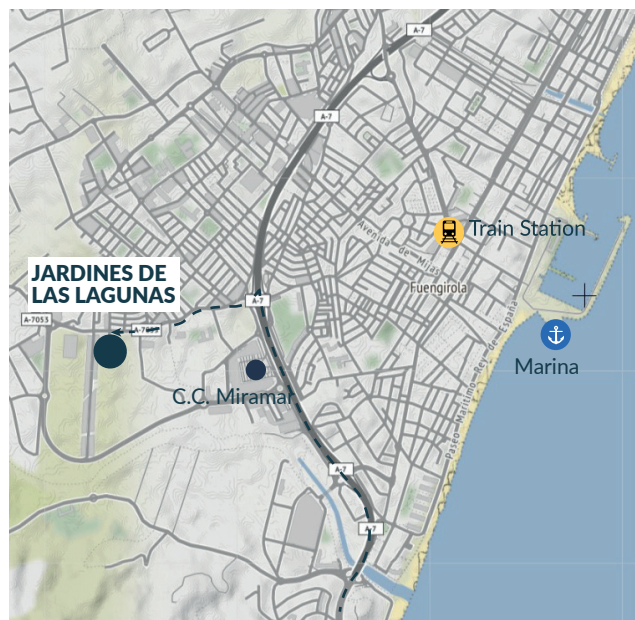 A-7
A-7
Train Station
Avenida de Mijas
JARDINES DE
LAS LAGUNAS
Fuengirola
A-7
A-7053
Paseo Marítimo Rey de España
Marina
C.C. Miramar
A-7
A-7